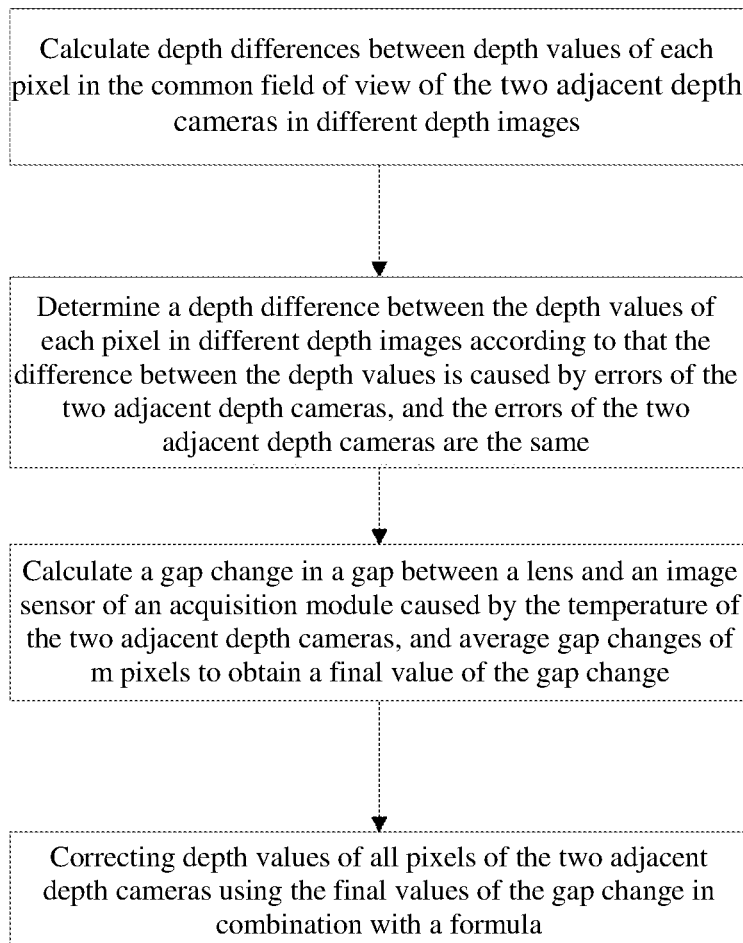 Calculate depth differences between depth values of each
pixel in the common field of view of the two adjacent depth
cameras in different depth images
Determine a depth difference between the depth values of
each pixel in different depth images according to that the
difference between the depth values is caused by errors of the
two adjacent depth cameras, and the errors of the two
adjacent depth cameras are the same
Calculate a gap change in a gap between a lens and an image
sensor of an acquisition module caused by the temperature of
the two adjacent depth cameras, and average gap changes of
m pixels to obtain a final value of the gap change
Correcting depth values of all pixels of the two adjacent
depth cameras using the final values of the gap change in
combination with a formula